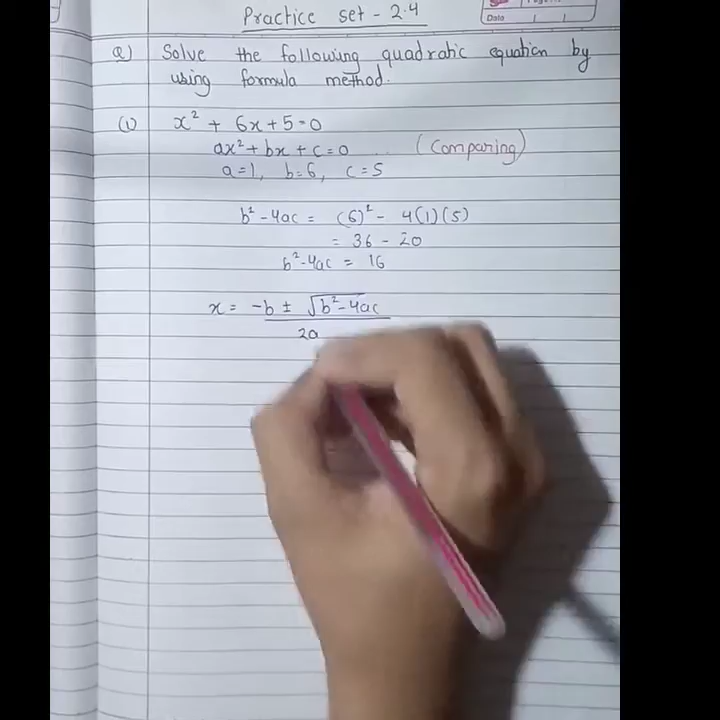 Practice set - 2.4
Date
Q) Solve the following quadratic equation by
using formula method.
(1) x² + 6x + 5 = 0
ax² + bx + c = 0 (Comparing)
a = 1, b = 6, c = 5
b² - 4ac = (6)² - 4(1)(5)
= 36 - 20
b² - 4ac = 16
x = -b ± √b² - 4ac
2a